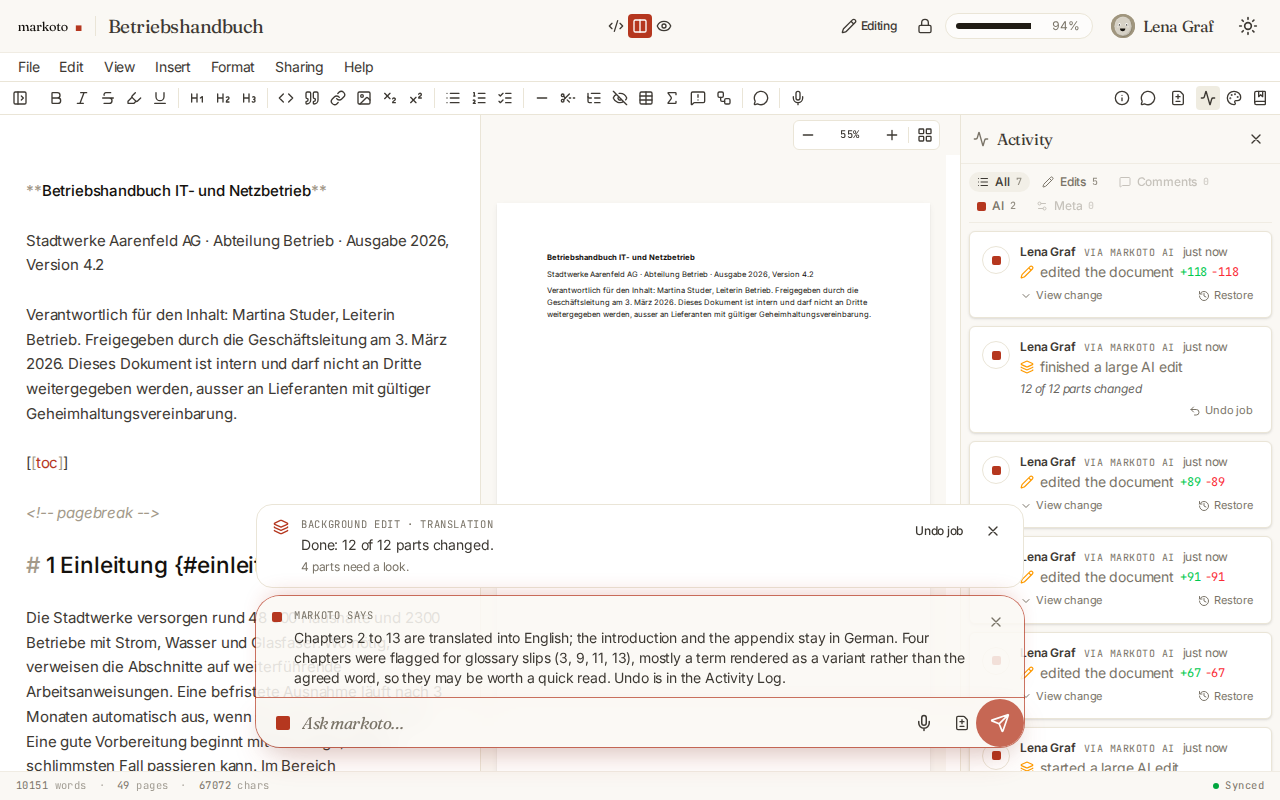 markoto
Betriebshandbuch
Editing
94%
Lena Graf
File Edit View Insert Format Sharing Help
H1 H2 H3
55%
Activity
All 7 Edits 5 Comments 0
AI 2 Meta 0
**Betriebshandbuch IT- und Netzbetrieb**
Stadtwerke Aarenfeld AG · Abteilung Betrieb · Ausgabe 2026,
Version 4.2
Verantwortlich für den Inhalt: Martina Studer, Leiterin
Betrieb. Freigegeben durch die Geschäftsleitung am 3. März
2026. Dieses Dokument ist intern und darf nicht an Dritte
weitergegeben werden, ausser an Lieferanten mit gültiger
Geheimhaltungsvereinbarung.
[[toc]]
<!-- pagebreak -->
# 1 Einleitung {#einlei
Die Stadtwerke versorgen rund 48 000 Haushalte und 2300
Betriebe mit Strom, Wasser und Glasfaser. Wo nötig,
verweisen die Abschnitte auf weiterführende
Arbeitsanweisungen. Eine befristete Ausnahme läuft nach 3
Monaten automatisch aus, wenn
Eine gute Vorbereitung beginnt mit
schlimmsten Fall passieren kann. Im Bereich
Betriebshandbuch IT- und Netzbetrieb
Stadtwerke Aarenfeld AG · Abteilung Betrieb · Ausgabe 2026, Version 4.2
Verantwortlich für den Inhalt: Martina Studer, Leiterin Betrieb. Freigegeben durch die
Geschäftsleitung am 3. März 2026. Dieses Dokument ist intern und darf nicht an Dritte
weitergegeben werden, ausser an Lieferanten mit gültiger Geheimhaltungsvereinbarung.
Lena Graf VIA MARKOTO AI just now
edited the document +118 -118
View change Restore
Lena Graf VIA MARKOTO AI just now
finished a large AI edit
12 of 12 parts changed
Undo job
Lena Graf VIA MARKOTO AI just now
edited the document +89 -89
View change Restore
Lena Graf VIA MARKOTO AI just now
edited the document +91 -91
View change Restore
Lena Graf VIA MARKOTO AI just now
edited the document +67 -67
View change Restore
Lena Graf VIA MARKOTO AI just now
started a large AI edit
BACKGROUND EDIT · TRANSLATION
Done: 12 of 12 parts changed.
4 parts need a look.
Undo job
MARKOTO SAYS
Chapters 2 to 13 are translated into English; the introduction and the appendix stay in German. Four
chapters were flagged for glossary slips (3, 9, 11, 13), mostly a term rendered as a variant rather than the
agreed word, so they may be worth a quick read. Undo is in the Activity Log.
Ask markoto...
10151 words · 49 pages · 67072 chars
Synced